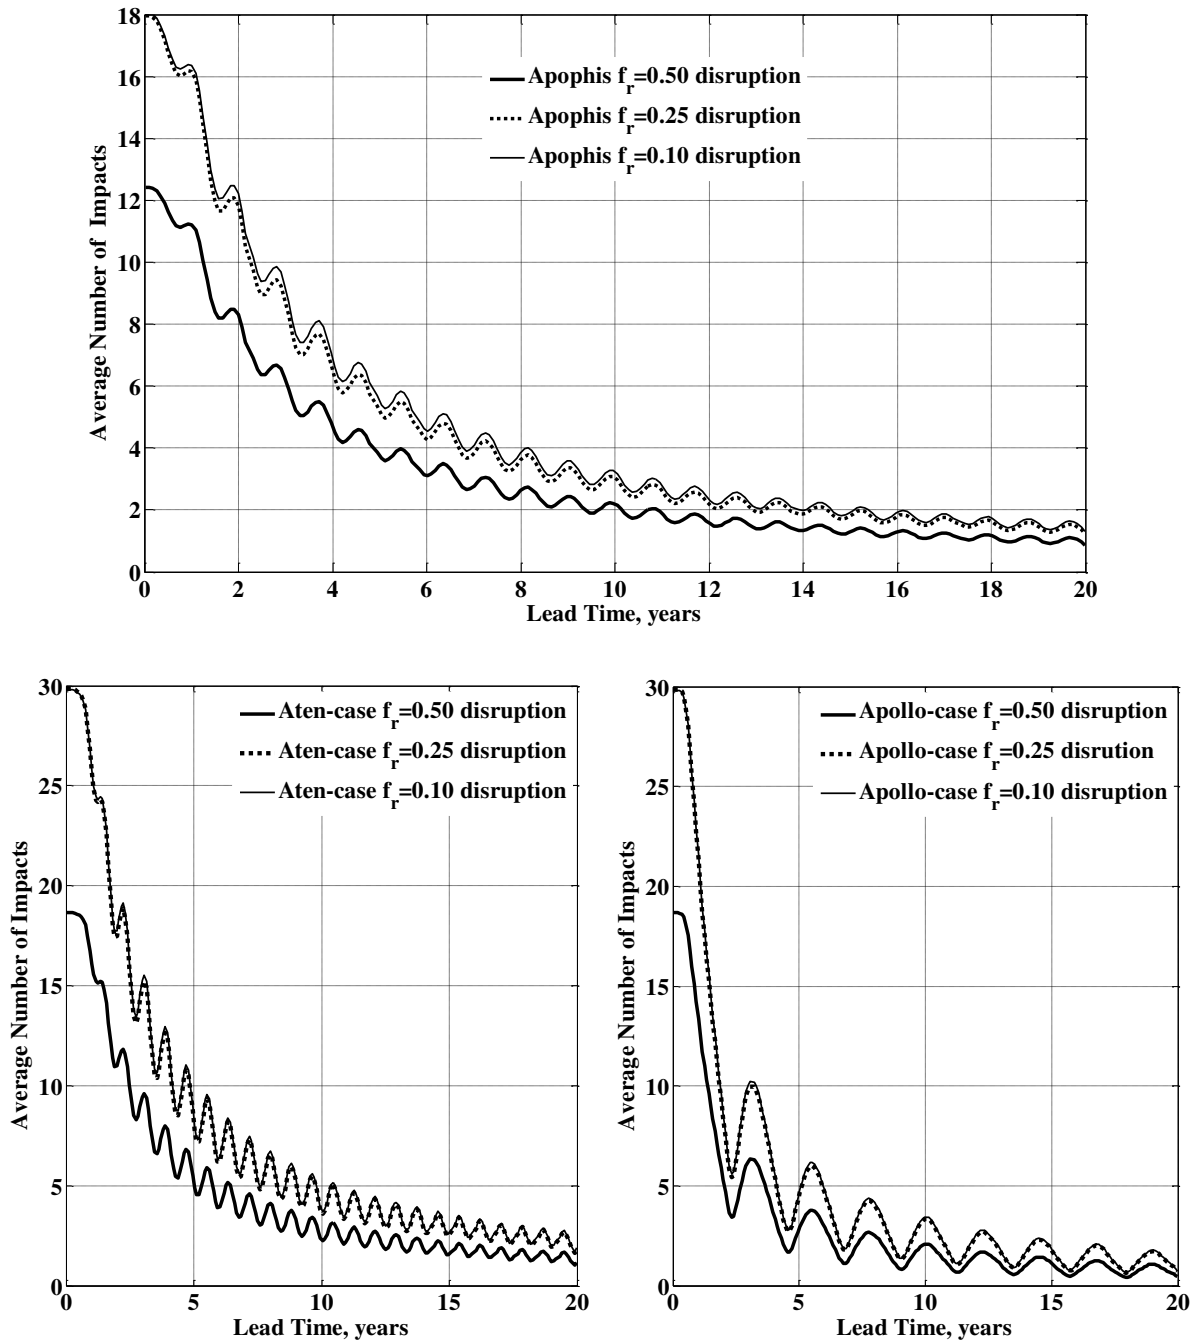 18
16
14
12
10
8
6
4
2
0
Average Number of Impacts
Apophis f_r=0.50 disruption
Apophis f_r=0.25 disruption
Apophis f_r=0.10 disruption
0 2 4 6 8 10 12 14 16 18 20
Lead Time, years
30
25
20
15
10
5
0
Average Number of Impacts
Aten-case f_r=0.50 disruption
Aten-case f_r=0.25 disruption
Aten-case f_r=0.10 disruption
0 5 10 15 20
Lead Time, years
30
25
20
15
10
5
0
Average Number of Impacts
Apollo-case f_r=0.50 disruption
Apollo-case f_r=0.25 disrution
Apollo-case f_r=0.10 disruption
0 5 10 15 20
Lead Time, years